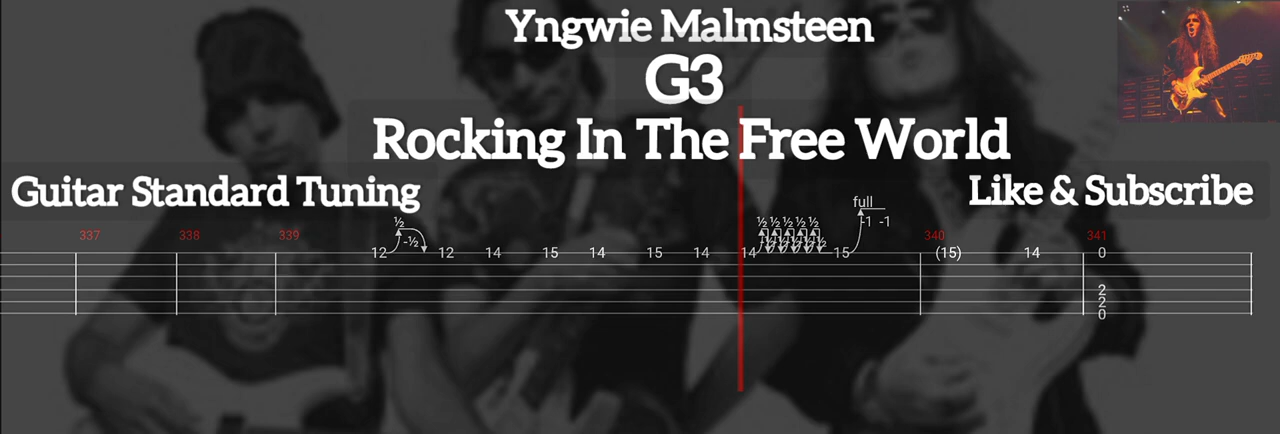 Yngwie Malmsteen
G3
Rocking In The Free World
Guitar Standard Tuning
Like & Subscribe
full
½ ½ ½ ½ ½ ½
-½ -1 -1
337 338 339 340 341
12 12 14 15 14 15 14 14 15 (15) 14 0
2
2
0